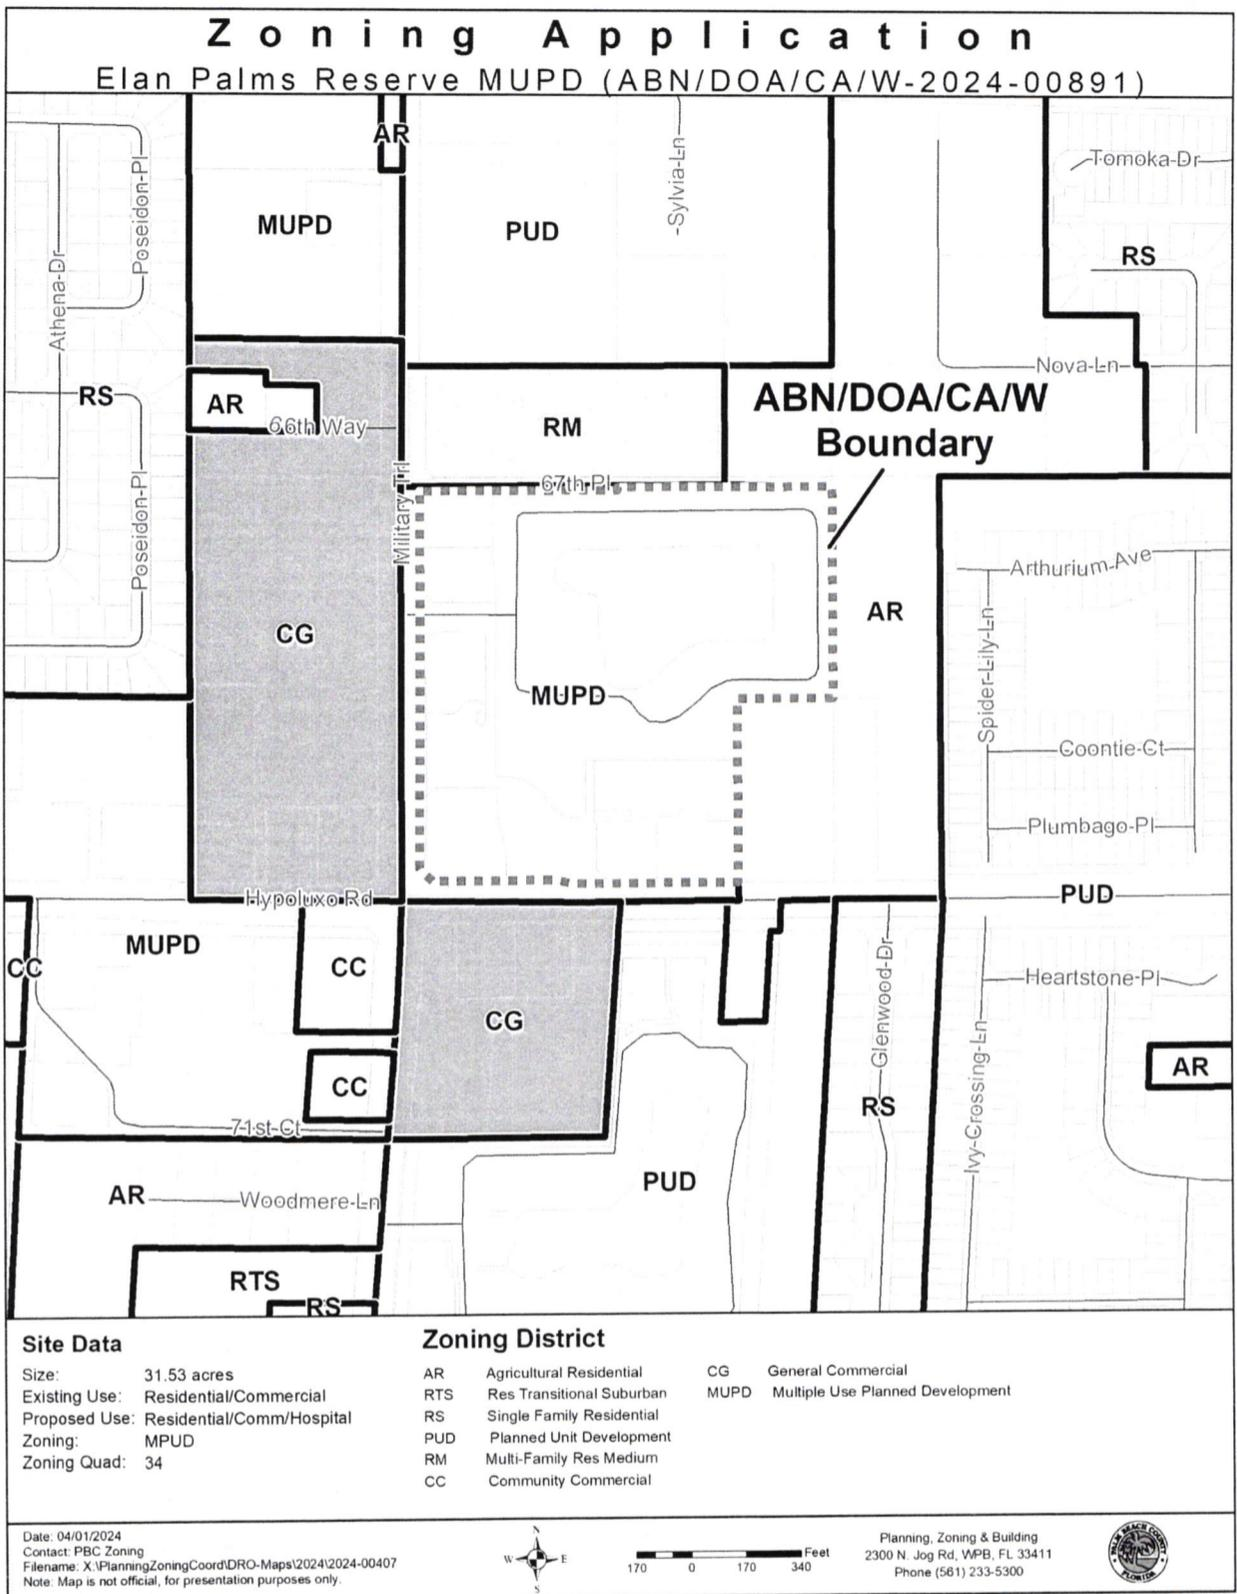 Zoning Application
Elan Palms Reserve MUPD (ABN/DOA/CA/W-2024-00891)
AR
MUPD
PUD
Sylvia-Ln
Tomoka-Dr
RS
Poseidon-Pl
Athena-Dr
Nova-Ln
RS
AR
66th Way
RM
ABN/DOA/CA/W
Boundary
67th Pl
Military Trl
Poseidon-Pl
Arthurium-Ave
CG
AR
Spider-Lily-Ln
MUPD
Coontie-Ct
Plumbago-Pl
Hypoluxo Rd
PUD
MUPD
CC
CC
CG
Glenwood-Dr
Heartstone-Pl
Ivy-Crossing-Ln
AR
CC
RS
71st-Ct
PUD
AR
Woodmere-Ln
RTS
RS
Site Data
Size: 31.53 acres
Existing Use: Residential/Commercial
Proposed Use: Residential/Comm/Hospital
Zoning: MPUD
Zoning Quad: 34
Zoning District
AR Agricultural Residential
RTS Res Transitional Suburban
RS Single Family Residential
PUD Planned Unit Development
RM Multi-Family Res Medium
CC Community Commercial
CG General Commercial
MUPD Multiple Use Planned Development
Date: 04/01/2024
Contact: PBC Zoning
Filename: X:\PlanningZoningCoord\DRO-Maps\2024\2024-00407
Note: Map is not official, for presentation purposes only.
N
W E
S
Feet
170 0 170 340
Planning, Zoning & Building
2300 N. Jog Rd, WPB, FL 33411
Phone (561) 233-5300
PALM BEACH COUNTY
FLORIDA